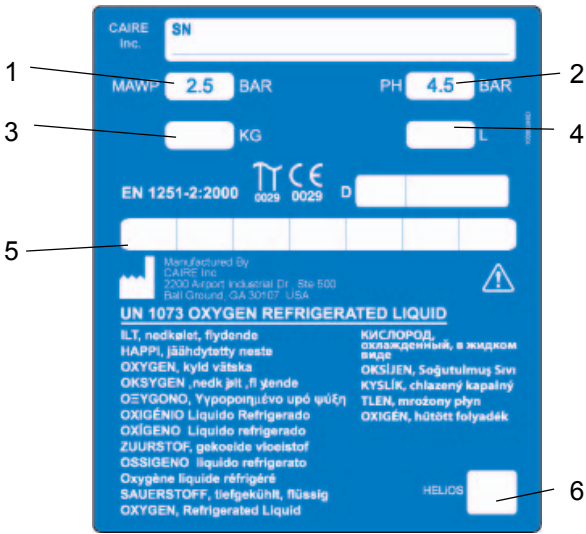 CAIRE Inc.
SN
1
MAWP 2.5 BAR
PH 4.5 BAR
2
3
KG
L
4
EN 1251-2:2000
0029
CE 0029
D
5
Manufactured By
CAIRE Inc.
2200 Airport Industrial Dr., Ste 500
Ball Ground, GA 30107 USA
UN 1073 OXYGEN REFRIGERATED LIQUID
ILT, nedkølet, flydende
HAPPI, jäähdytetty neste
OXYGEN, kyld vätska
OKSYGEN ,nedk jølt ,fl ytende
ΟΞΥΓΟΝΟ, Υγροποιημένο υρό ψύξη
OXIGÉNIO Líquido Refrigerado
OXÍGENO Líquido refrigerado
ZUURSTOF, gekoelde vloeistof
OSSIGENO liquido refrigerato
Oxygène liquide réfrigéré
SAUERSTOFF, tiefgekühlt, flüssig
OXYGEN, Refrigerated Liquid
КИСЛОРОД,
охлажденный, в жидком
виде
OKSİJEN, Soğutulmuş Sıvı
KYSLÍK, chlazený kapalný
TLEN, mrożony płyn
OXIGÉN, hűtött folyadék
HELIOS
6